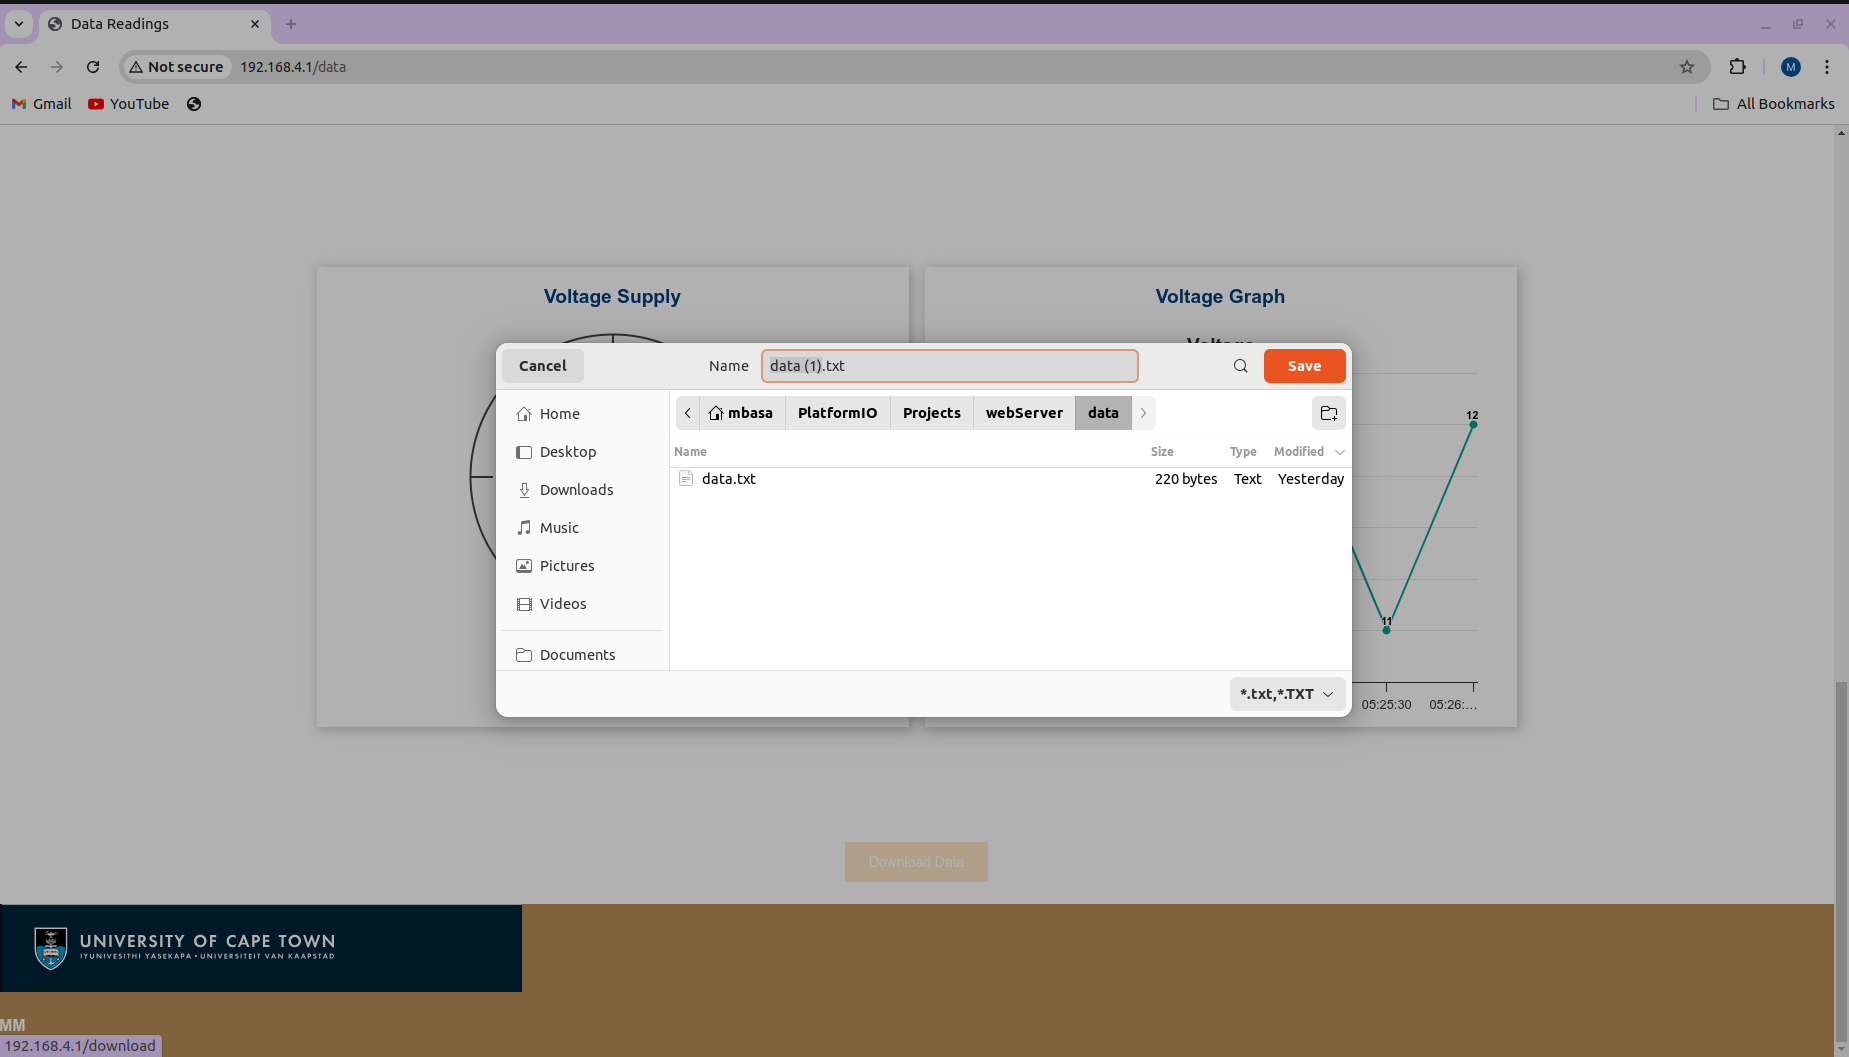 Data Readings
Not secure 192.168.4.1/data
M
Gmail YouTube All Bookmarks
Voltage Supply
Voltage Graph
Cancel Name data (1).txt Save
Home
Desktop
Downloads
Music
Pictures
Videos
Documents
mbasa PlatformIO Projects webServer data
Name Size Type Modified
data.txt 220 bytes Text Yesterday
*.txt,*.TXT
12
11
05:25:30 05:26:...
Download Data
UNIVERSITY OF CAPE TOWN
IYUNIVESITHI YASEKAPA • UNIVERSITEIT VAN KAAPSTAD
MM
192.168.4.1/download